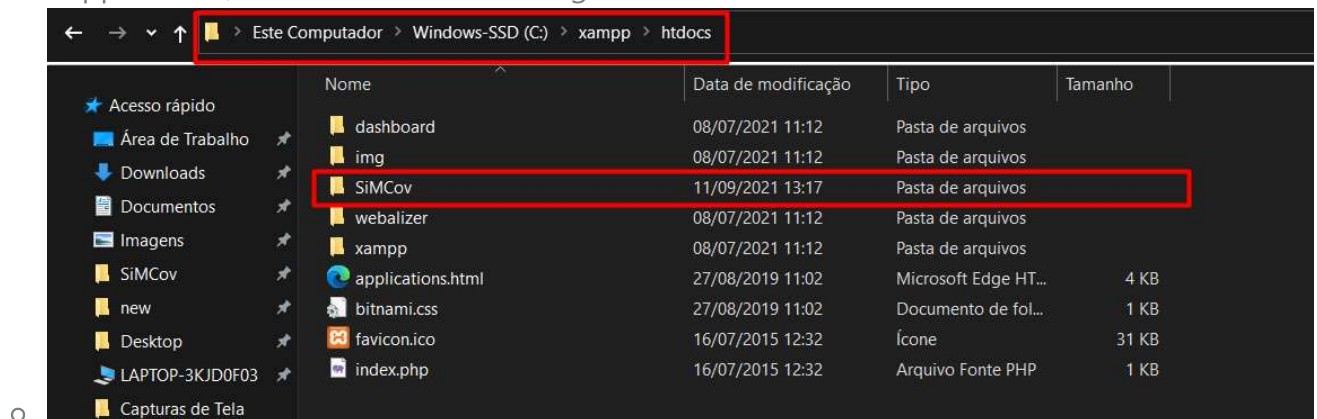 Este Computador > Windows-SSD (C:) > xampp > htdocs
Nome Data de modificação Tipo Tamanho
Acesso rápido
Área de Trabalho
Downloads
Documentos
Imagens
SiMCov
new
Desktop
LAPTOP-3KJD0F03
Capturas de Tela
dashboard 08/07/2021 11:12 Pasta de arquivos
img 08/07/2021 11:12 Pasta de arquivos
SiMCov 11/09/2021 13:17 Pasta de arquivos
webalizer 08/07/2021 11:12 Pasta de arquivos
xampp 08/07/2021 11:12 Pasta de arquivos
applications.html 27/08/2019 11:02 Microsoft Edge HT... 4 KB
bitnami.css 27/08/2019 11:02 Documento de fol... 1 KB
favicon.ico 16/07/2015 12:32 Ícone 31 KB
index.php 16/07/2015 12:32 Arquivo Fonte PHP 1 KB